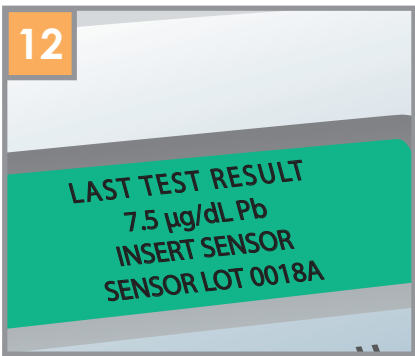 12
LAST TEST RESULT
7.5 µg/dL Pb
INSERT SENSOR
SENSOR LOT 0018A